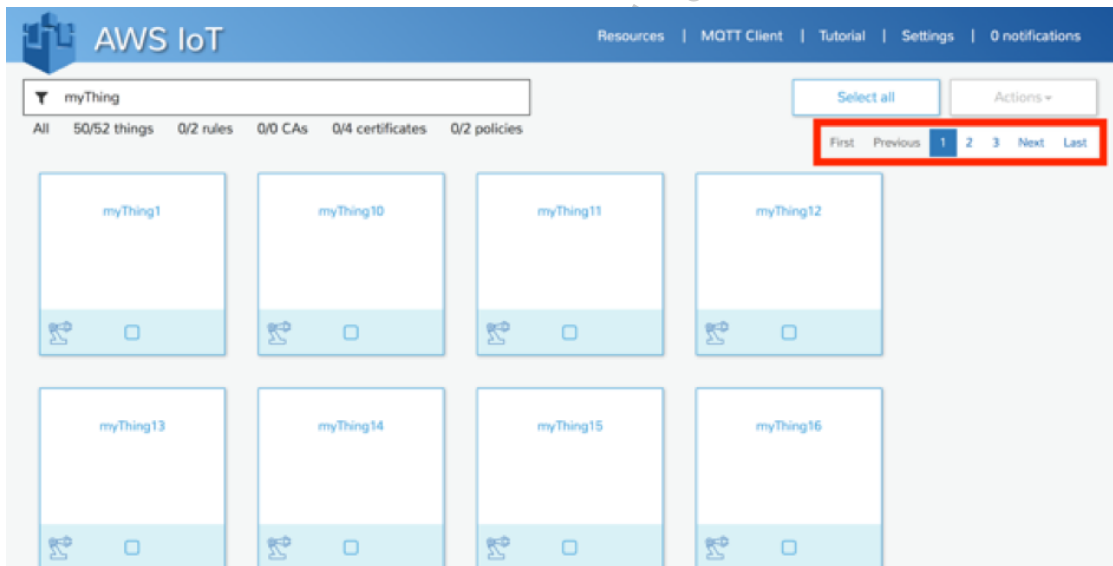 AWS IoT
Resources | MQTT Client | Tutorial | Settings | 0 notifications
myThing
Select all
Actions
All 50/52 things 0/2 rules 0/0 CAs 0/4 certificates 0/2 policies
First Previous 1 2 3 Next Last
myThing1 myThing10 myThing11 myThing12
myThing13 myThing14 myThing15 myThing16